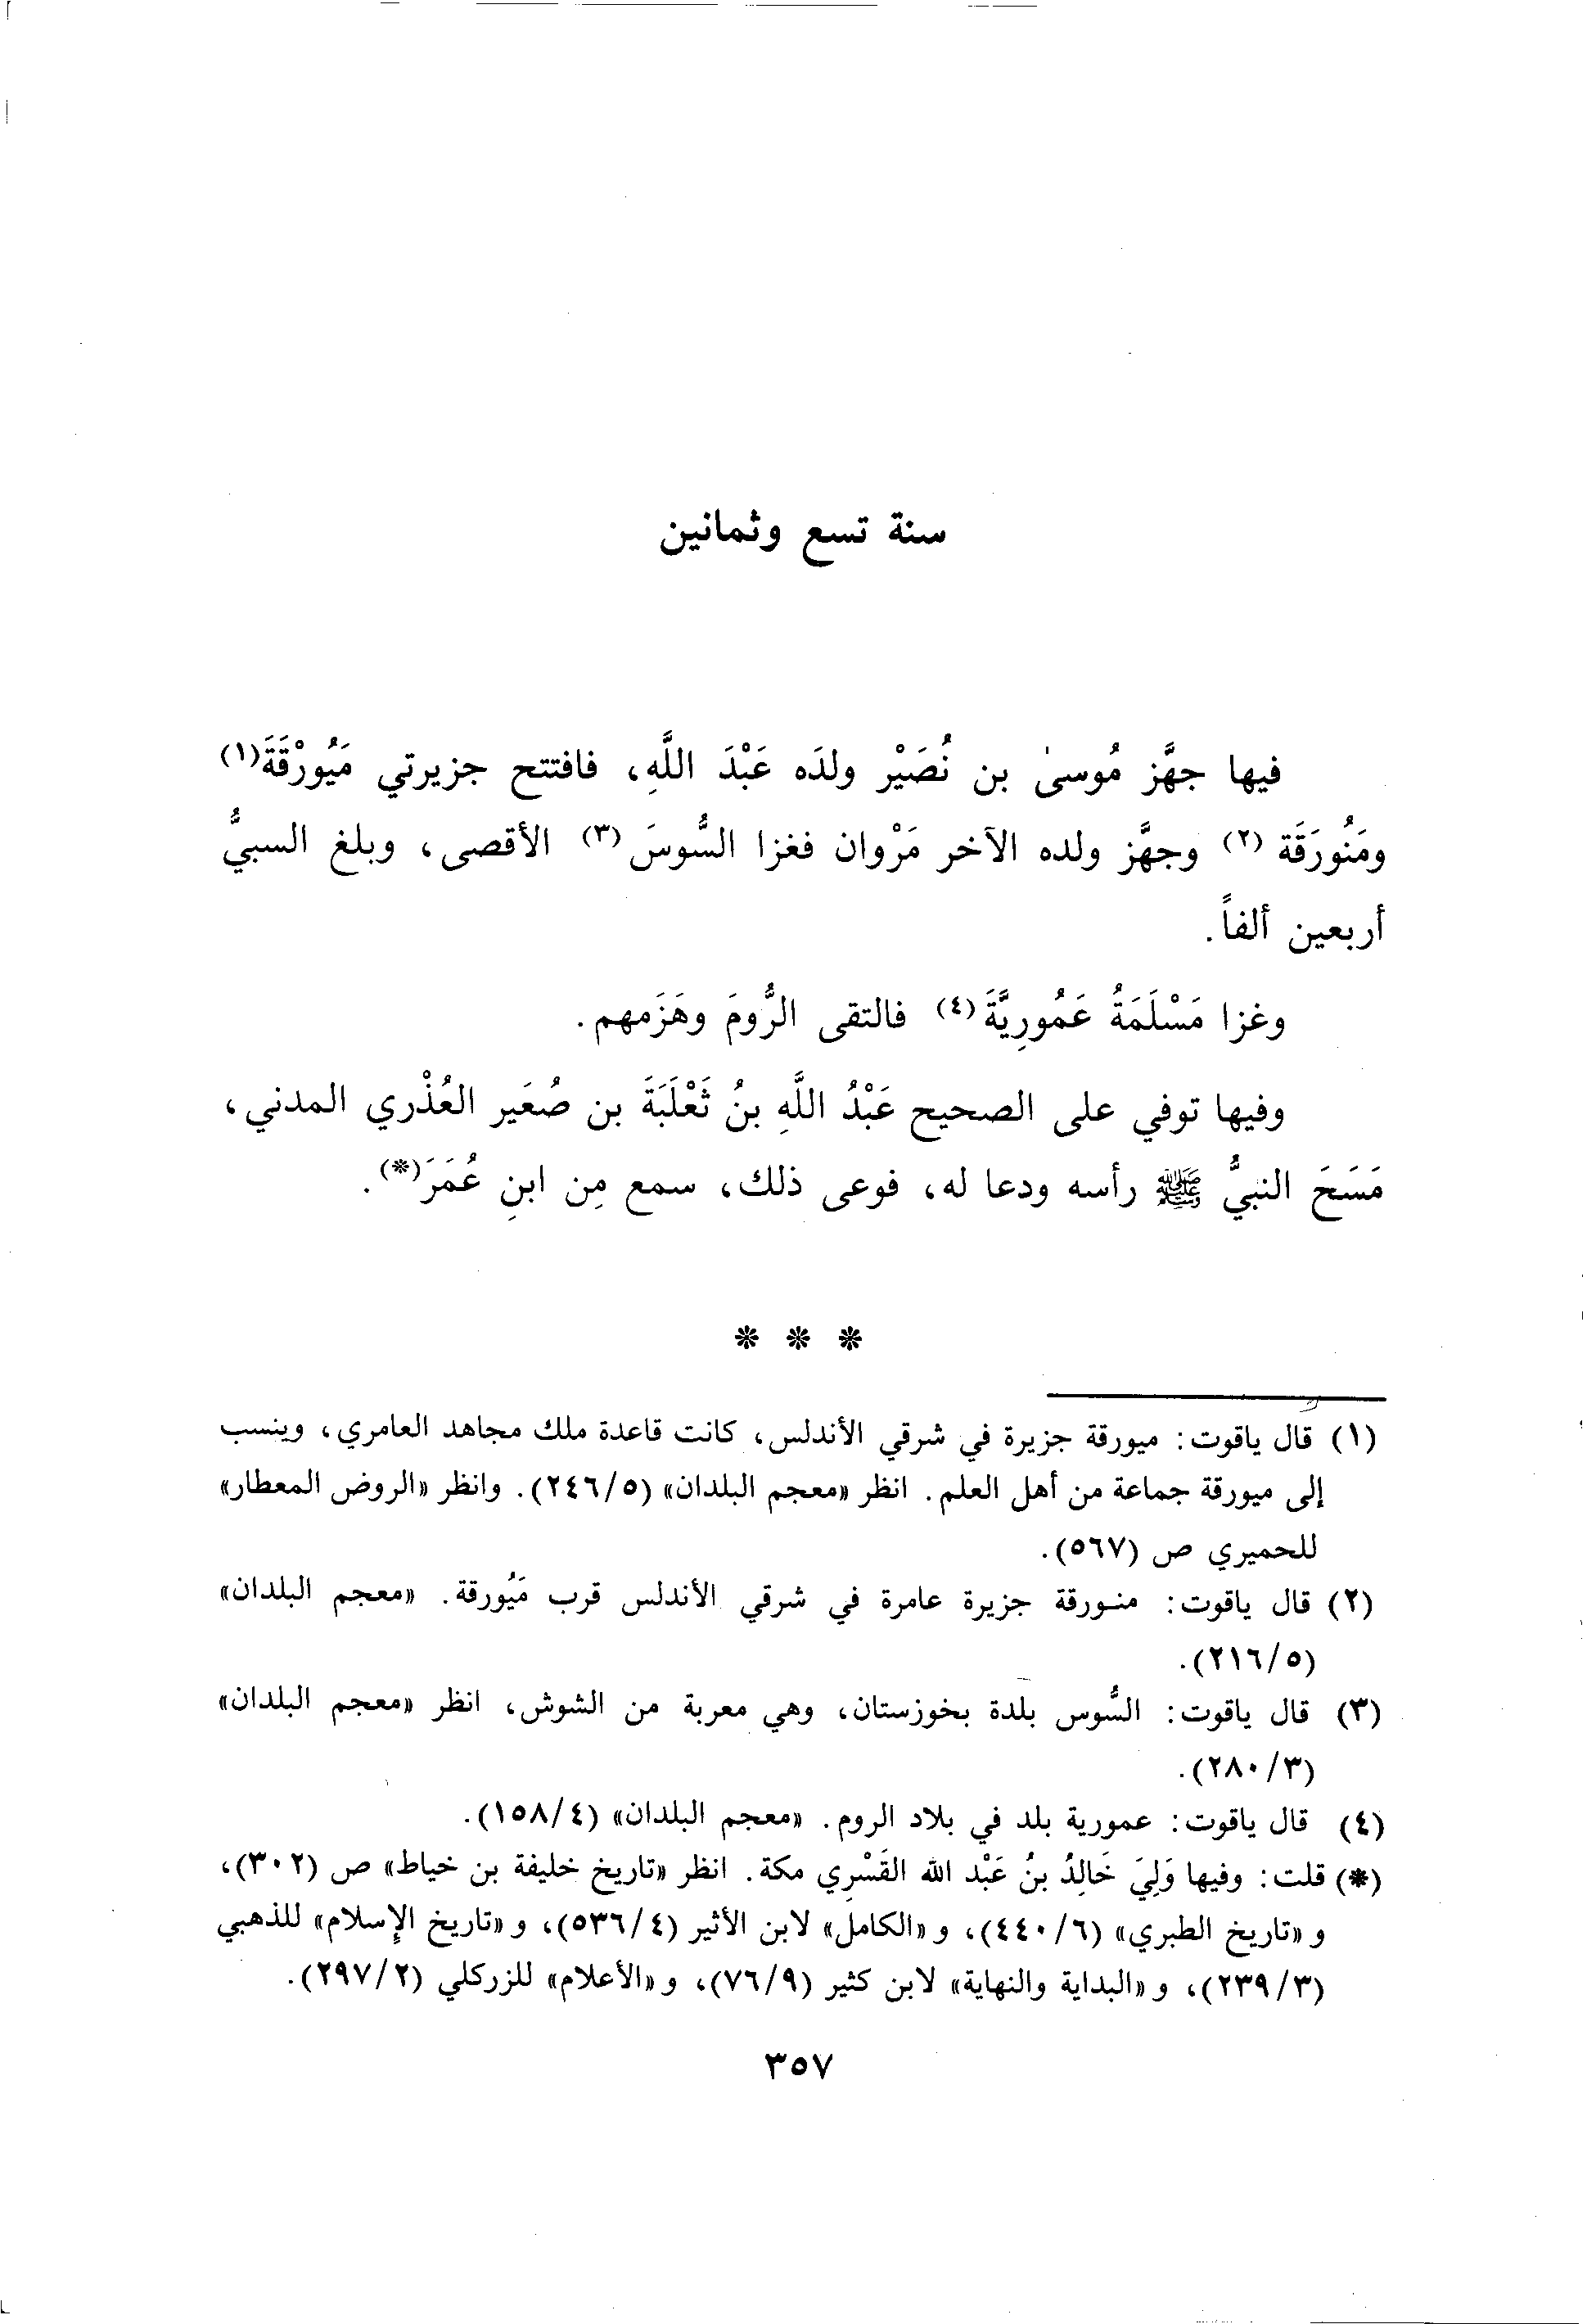 سنة تسع وثمانين
فيها جهَّز مُوسىٰ بن نُصَيْر ولدَه عَبْدَ اللَّهِ، فافتتح جزيرتي مَيُورْقَةَ(١)
ومَنُورَقَة (٢) وجهَّز ولده الآخر مَرْوان فغزا السُّوسَ(٣) الأقصى، وبلغ السبيُّ
أربعين ألفاً.
وغزا مَسْلَمَةُ عَمُورِيَّةَ(٤) فالتقى الرُّومَ وهَزَمهم.
وفيها توفي على الصحيح عَبْدُ اللَّهِ بنُ ثَعْلَبَةَ بن صُعَير العُذْري المدني،
مَسَحَ النبيُّ ﷺ رأسه ودعا له، فوعى ذلك، سمع مِن ابنِ عُمَرَ(*).
* * *
(١) قال ياقوت: ميورقة جزيرة في شرقي الأندلس، كانت قاعدة ملك مجاهد العامري، وينسب
إلى ميورقة جماعة من أهل العلم. انظر «معجم البلدان» (٢٤٦/٥). وانظر «الروض المعطار»
للحميري ص (٥٦٧).
(٢) قال ياقوت: منورقة جزيرة عامرة في شرقي الأندلس قرب مَيُورقة. «معجم البلدان»
(٢١٦/٥).
(٣) قال ياقوت: السُّوس بلدة بخوزستان، وهي معربة من الشوش، انظر «معجم البلدان»
(٢٨٠/٣).
(٤) قال ياقوت: عمورية بلد في بلاد الروم. «معجم البلدان» (١٥٨/٤).
(*) قلت: وفيها وَلِيَ خَالِدُ بنُ عَبْد الله القَسْرِي مكة. انظر «تاريخ خليفة بن خياط» ص (٣٠٢)،
و «تاريخ الطبري» (٤٤٠/٦)، و «الكامل» لابن الأثير (٥٣٦/٤)، و «تاريخ الإسلام» للذهبي
(٢٣٩/٣)، و «البداية والنهاية» لابن كثير (٧٦/٩)، و «الأعلام» للزركلي (٢٩٧/٢).
٣٥٧